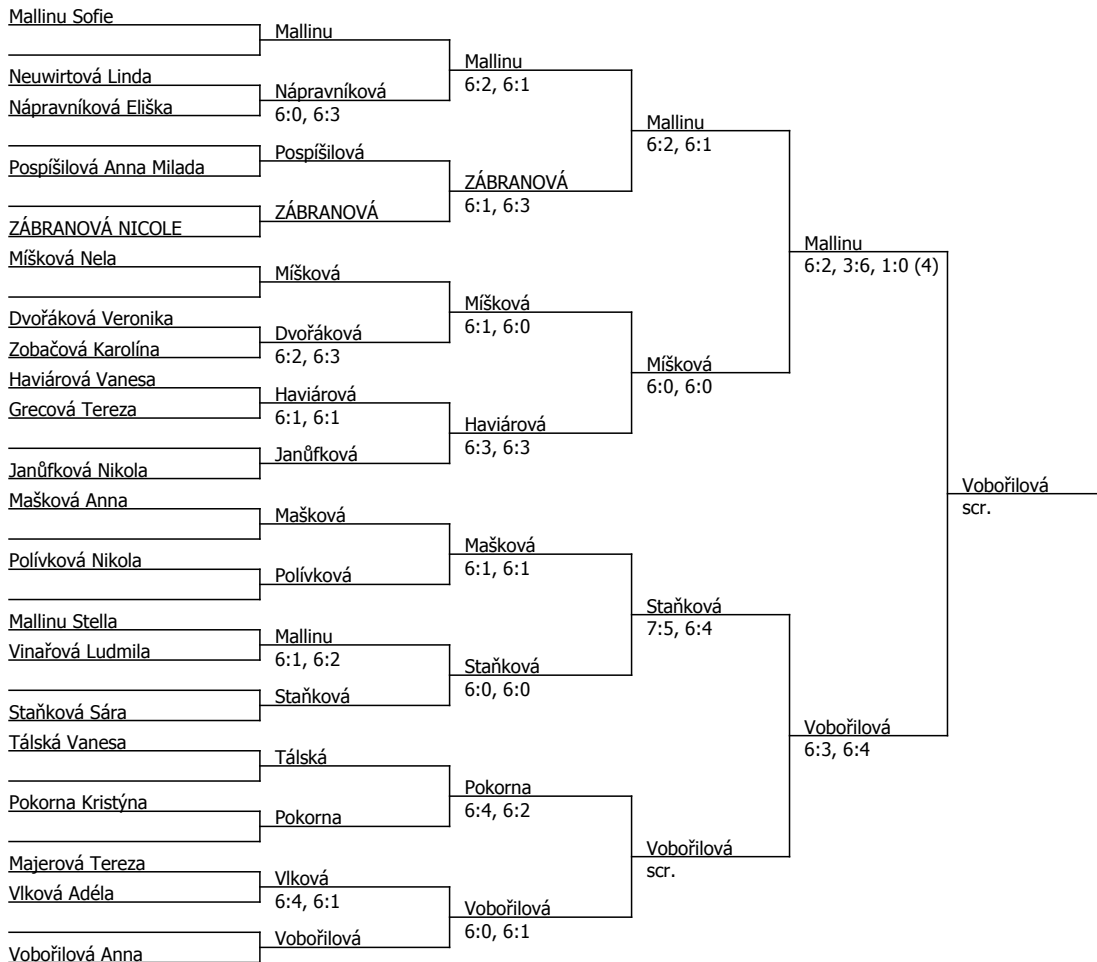 Mallinu Sofie
Neuwirtová Linda
Nápravníková Eliška
Pospíšilová Anna Milada
ZÁBRANOVÁ NICOLE
Míšková Nela
Dvořáková Veronika
Zobačová Karolína
Haviárová Vanesa
Grecová Tereza
Janůfková Nikola
Mašková Anna
Polívková Nikola
Mallinu Stella
Vinařová Ludmila
Staňková Sára
Tálská Vanesa
Pokorna Kristýna
Majerová Tereza
Vlková Adéla
Vobořilová Anna
Mallinu
Nápravníková
6:0, 6:3
Pospíšilová
ZÁBRANOVÁ
Míšková
Dvořáková
6:2, 6:3
Haviárová
6:1, 6:1
Janůfková
Mašková
Polívková
Mallinu
6:1, 6:2
Staňková
Tálská
Pokorna
Vlková
6:4, 6:1
Vobořilová
Mallinu
6:2, 6:1
ZÁBRANOVÁ
6:1, 6:3
Míšková
6:1, 6:0
Haviárová
6:3, 6:3
Mašková
6:1, 6:1
Staňková
6:0, 6:0
Pokorna
6:4, 6:2
Vobořilová
6:0, 6:1
Mallinu
6:2, 6:1
Míšková
6:0, 6:0
Staňková
7:5, 6:4
Vobořilová
scr.
Mallinu
6:2, 3:6, 1:0 (4)
Vobořilová
6:3, 6:4
Vobořilová
scr.